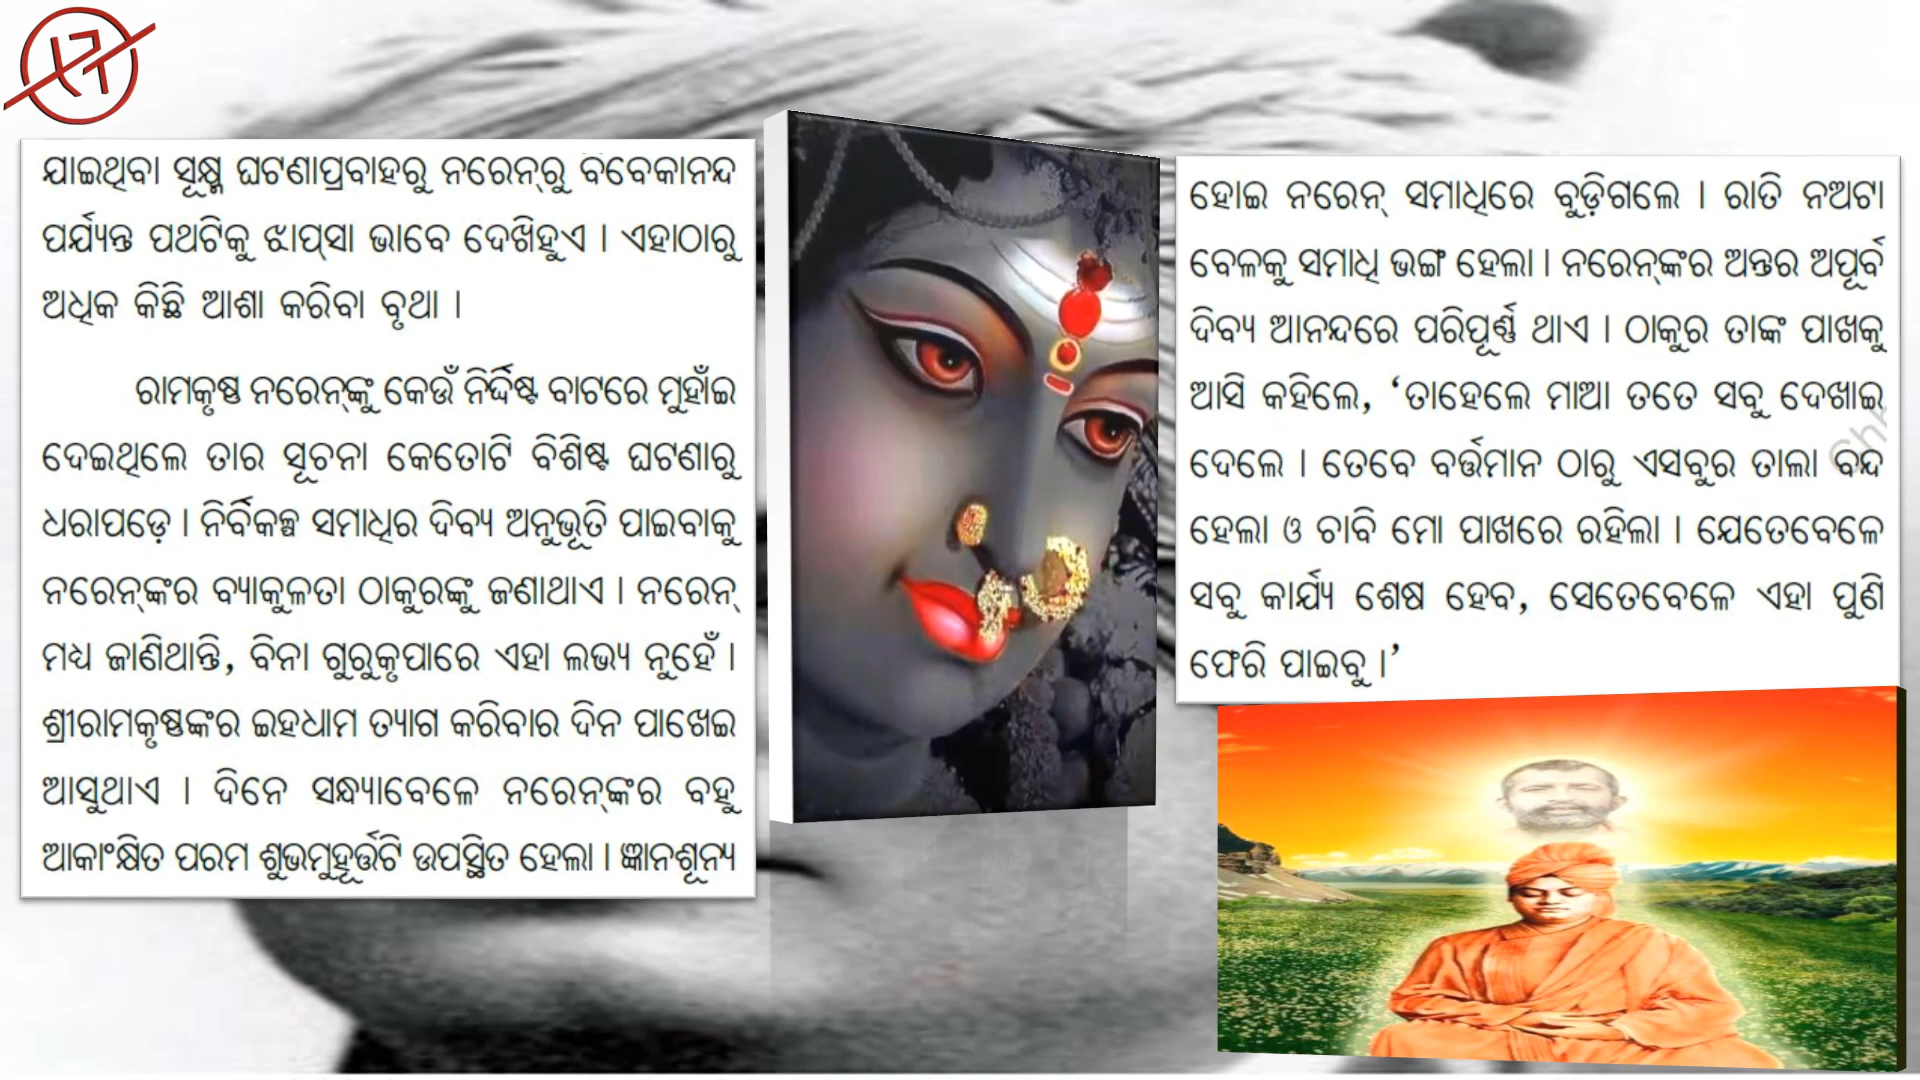 ଯାଇଥିବା ସୂକ୍ଷ୍ମ ଘଟଣାପ୍ରବାହରୁ ନରେନ୍‌ରୁ ବିବେକାନନ୍ଦ
ପର୍ଯ୍ୟନ୍ତ ପଥଟିକୁ ଝାପ୍‌ସା ଭାବେ ଦେଖିହୁଏ । ଏହାଠାରୁ
ଅଧିକ କିଛି ଆଶା କରିବା ବୃଥା ।
ରାମକୃଷ୍ଣ ନରେନ୍‌ଙ୍କୁ କେଉଁ ନିର୍ଦ୍ଦିଷ୍ଟ ବାଟରେ ମୁହାଁଇ
ଦେଇଥିଲେ ତାର ସୂଚନା କେତୋଟି ବିଶିଷ୍ଟ ଘଟଣାରୁ
ଧରାପଡ଼େ । ନିର୍ବିକଳ୍ପ ସମାଧିର ଦିବ୍ୟ ଅନୁଭୂତି ପାଇବାକୁ
ନରେନ୍‌ଙ୍କର ବ୍ୟାକୁଳତା ଠାକୁରଙ୍କୁ ଜଣାଥାଏ । ନରେନ୍
ମଧ୍ୟ ଜାଣିଥାନ୍ତି, ବିନା ଗୁରୁକୃପାରେ ଏହା ଲଭ୍ୟ ନୁହେଁ ।
ଶ୍ରୀରାମକୃଷ୍ଣଙ୍କର ଇହଧାମ ତ୍ୟାଗ କରିବାର ଦିନ ପାଖେଇ
ଆସୁଥାଏ । ଦିନେ ସନ୍ଧ୍ୟାବେଳେ ନରେନ୍‌ଙ୍କର ବହୁ
ଆକାଂକ୍ଷିତ ପରମ ଶୁଭମୁହୂର୍ତ୍ତଟି ଉପସ୍ଥିତ ହେଲା । ଜ୍ଞାନଶୂନ୍ୟ
ହୋଇ ନରେନ୍ ସମାଧିରେ ବୁଡ଼ିଗଲେ । ରାତି ନଅଟା
ବେଳକୁ ସମାଧି ଭଙ୍ଗ ହେଲା । ନରେନ୍‌ଙ୍କର ଅନ୍ତର ଅପୂର୍ବ
ଦିବ୍ୟ ଆନନ୍ଦରେ ପରିପୂର୍ଣ୍ଣ ଥାଏ । ଠାକୁର ତାଙ୍କ ପାଖକୁ
ଆସି କହିଲେ, ‘ତାହେଲେ ମାଆ ତତେ ସବୁ ଦେଖାଇ
ଦେଲେ । ତେବେ ବର୍ତ୍ତମାନ ଠାରୁ ଏସବୁର ତାଲା ବନ୍ଦ
ହେଲା ଓ ଚାବି ମୋ ପାଖରେ ରହିଲା । ଯେତେବେଳେ
ସବୁ କାର୍ଯ୍ୟ ଶେଷ ହେବ, ସେତେବେଳେ ଏହା ପୁଣି
ଫେରି ପାଇବୁ ।’